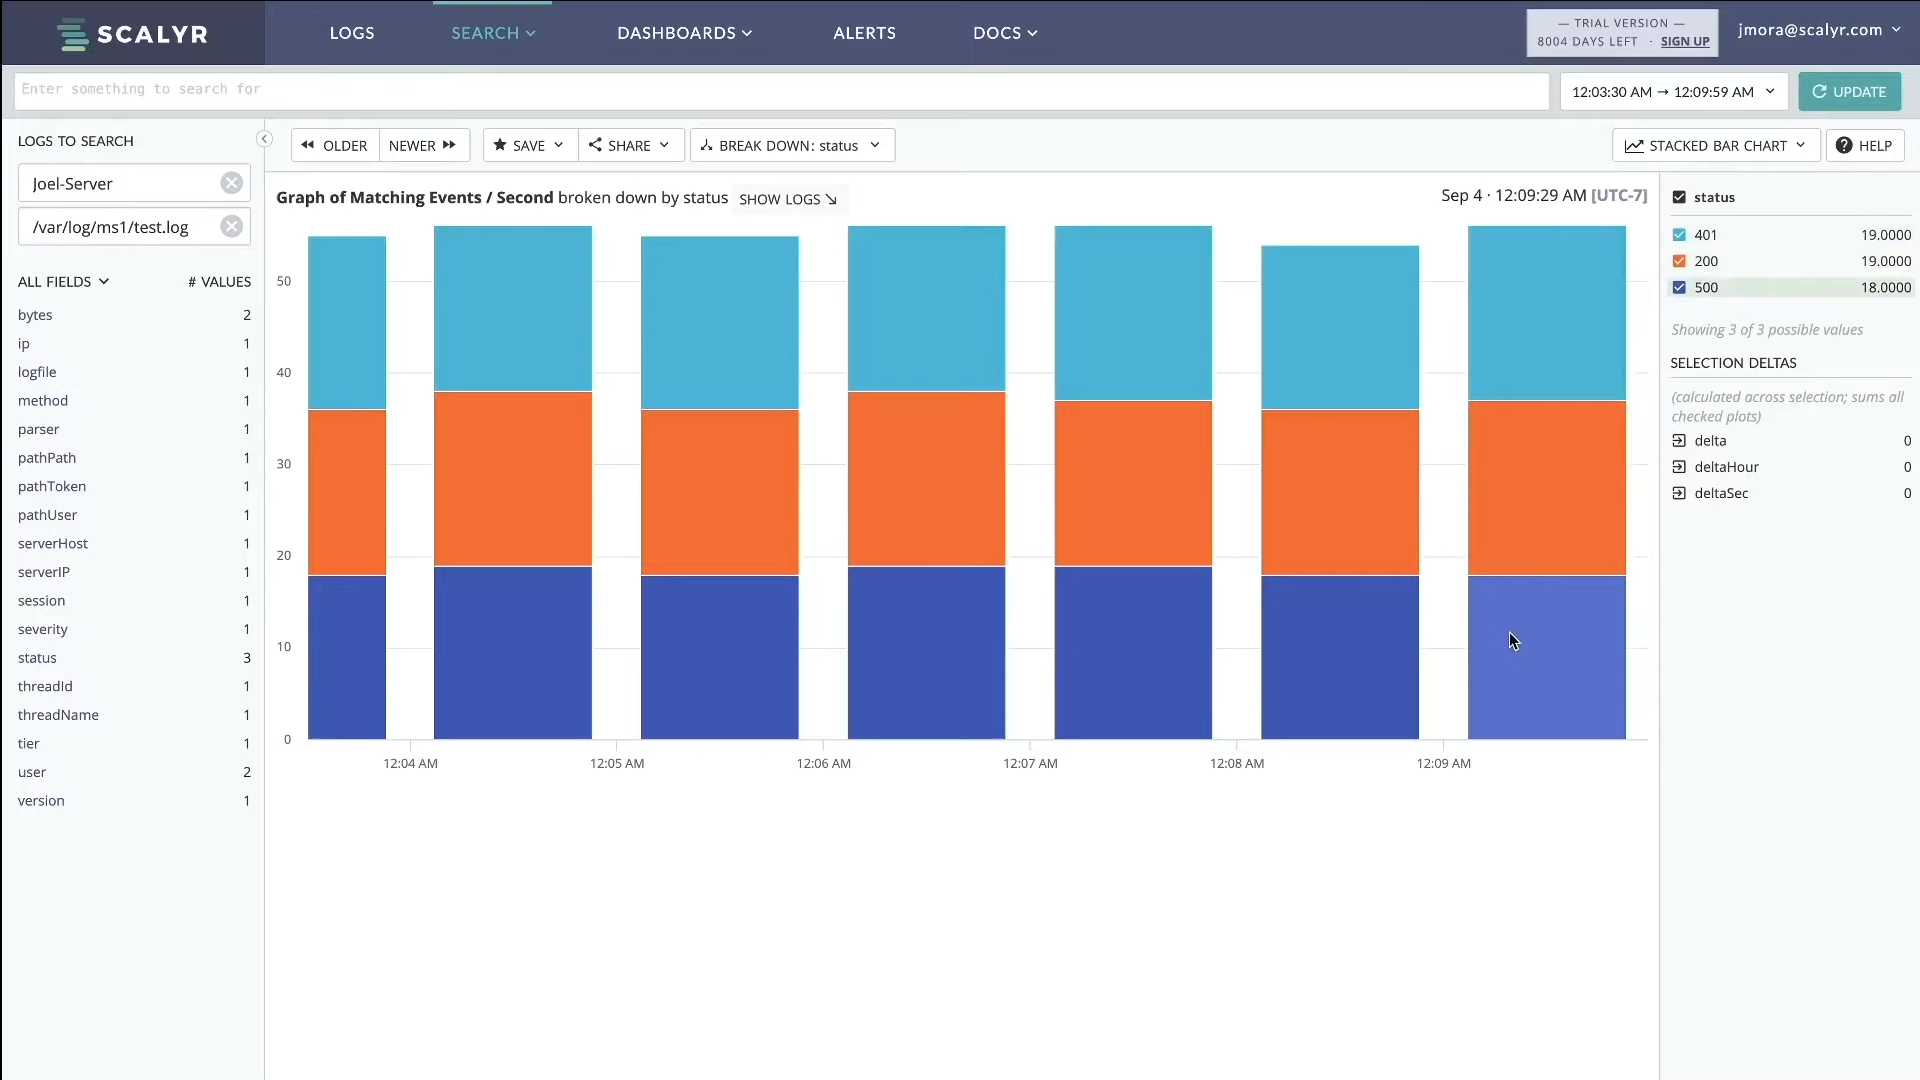 SCALYR
LOGS
SEARCH
DASHBOARDS
ALERTS
DOCS
— TRIAL VERSION —
8004 DAYS LEFT · SIGN UP
jmora@scalyr.com
Enter something to search for
12:03:30 AM → 12:09:59 AM
UPDATE
LOGS TO SEARCH
Joel-Server
/var/log/ms1/test.log
ALL FIELDS # VALUES
bytes 2
ip 1
logfile 1
method 1
parser 1
pathPath 1
pathToken 1
pathUser 1
serverHost 1
serverIP 1
session 1
severity 1
status 3
threadId 1
threadName 1
tier 1
user 2
version 1
OLDER
NEWER
SAVE
SHARE
BREAK DOWN: status
STACKED BAR CHART
HELP
Graph of Matching Events / Second broken down by status
SHOW LOGS
Sep 4 · 12:09:29 AM [UTC-7]
50
40
30
20
10
0
12:04 AM
12:05 AM
12:06 AM
12:07 AM
12:08 AM
12:09 AM
status
401 19.0000
200 19.0000
500 18.0000
Showing 3 of 3 possible values
SELECTION DELTAS
(calculated across selection; sums all
checked plots)
delta 0
deltaHour 0
deltaSec 0